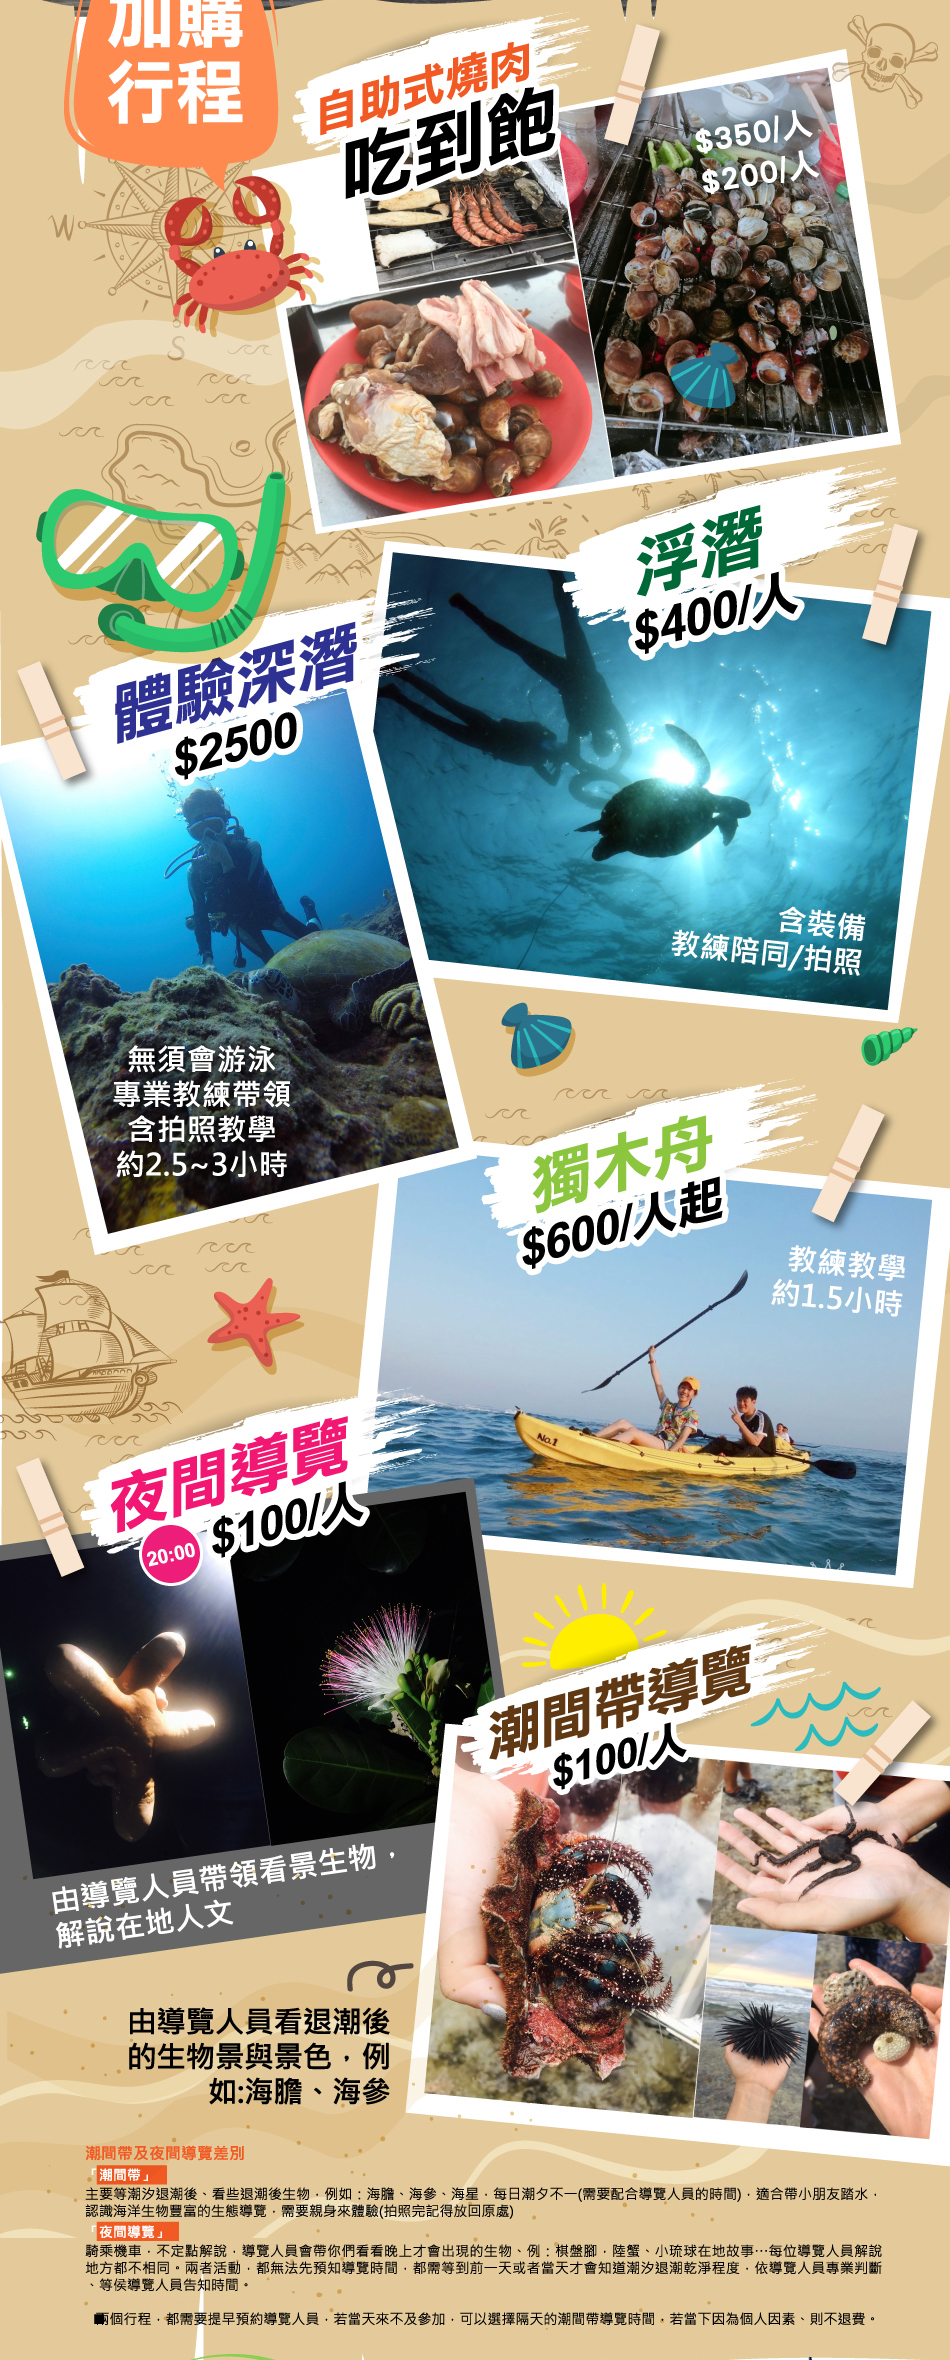 加購
行程
自助式燒肉
吃到飽
$350/人
$200/人
W
S
浮潛
$400/人
含裝備
教練陪同/拍照
體驗深潛
$2500
無須會游泳
專業教練帶領
含拍照教學
約2.5~3小時
獨木舟
$600/人起
教練教學
約1.5小時
No.1
夜間導覽
20:00 $100/人
由導覽人員帶領看景生物，
解說在地人文
潮間帶導覽
$100/人
由導覽人員看退潮後
的生物景與景色，例
如:海膽、海參
潮間帶及夜間導覽差別
「潮間帶」
主要等潮汐退潮後、看些退潮後生物，例如：海膽、海參、海星，每日潮夕不一(需要配合導覽人員的時間)，適合帶小朋友踏水，
認識海洋生物豐富的生態導覽，需要親身來體驗(拍照完記得放回原處)
「夜間導覽」
騎乘機車，不定點解說，導覽人員會帶你們看看晚上才會出現的生物、例：棋盤腳，陸蟹、小琉球在地故事…每位導覽人員解說
地方都不相同。兩者活動，都無法先預知導覽時間，都需等到前一天或者當天才會知道潮汐退潮乾淨程度，依導覽人員專業判斷
、等侯導覽人員告知時間。
兩個行程，都需要提早預約導覽人員，若當天來不及參加，可以選擇隔天的潮間帶導覽時間，若當下因為個人因素、則不退費。